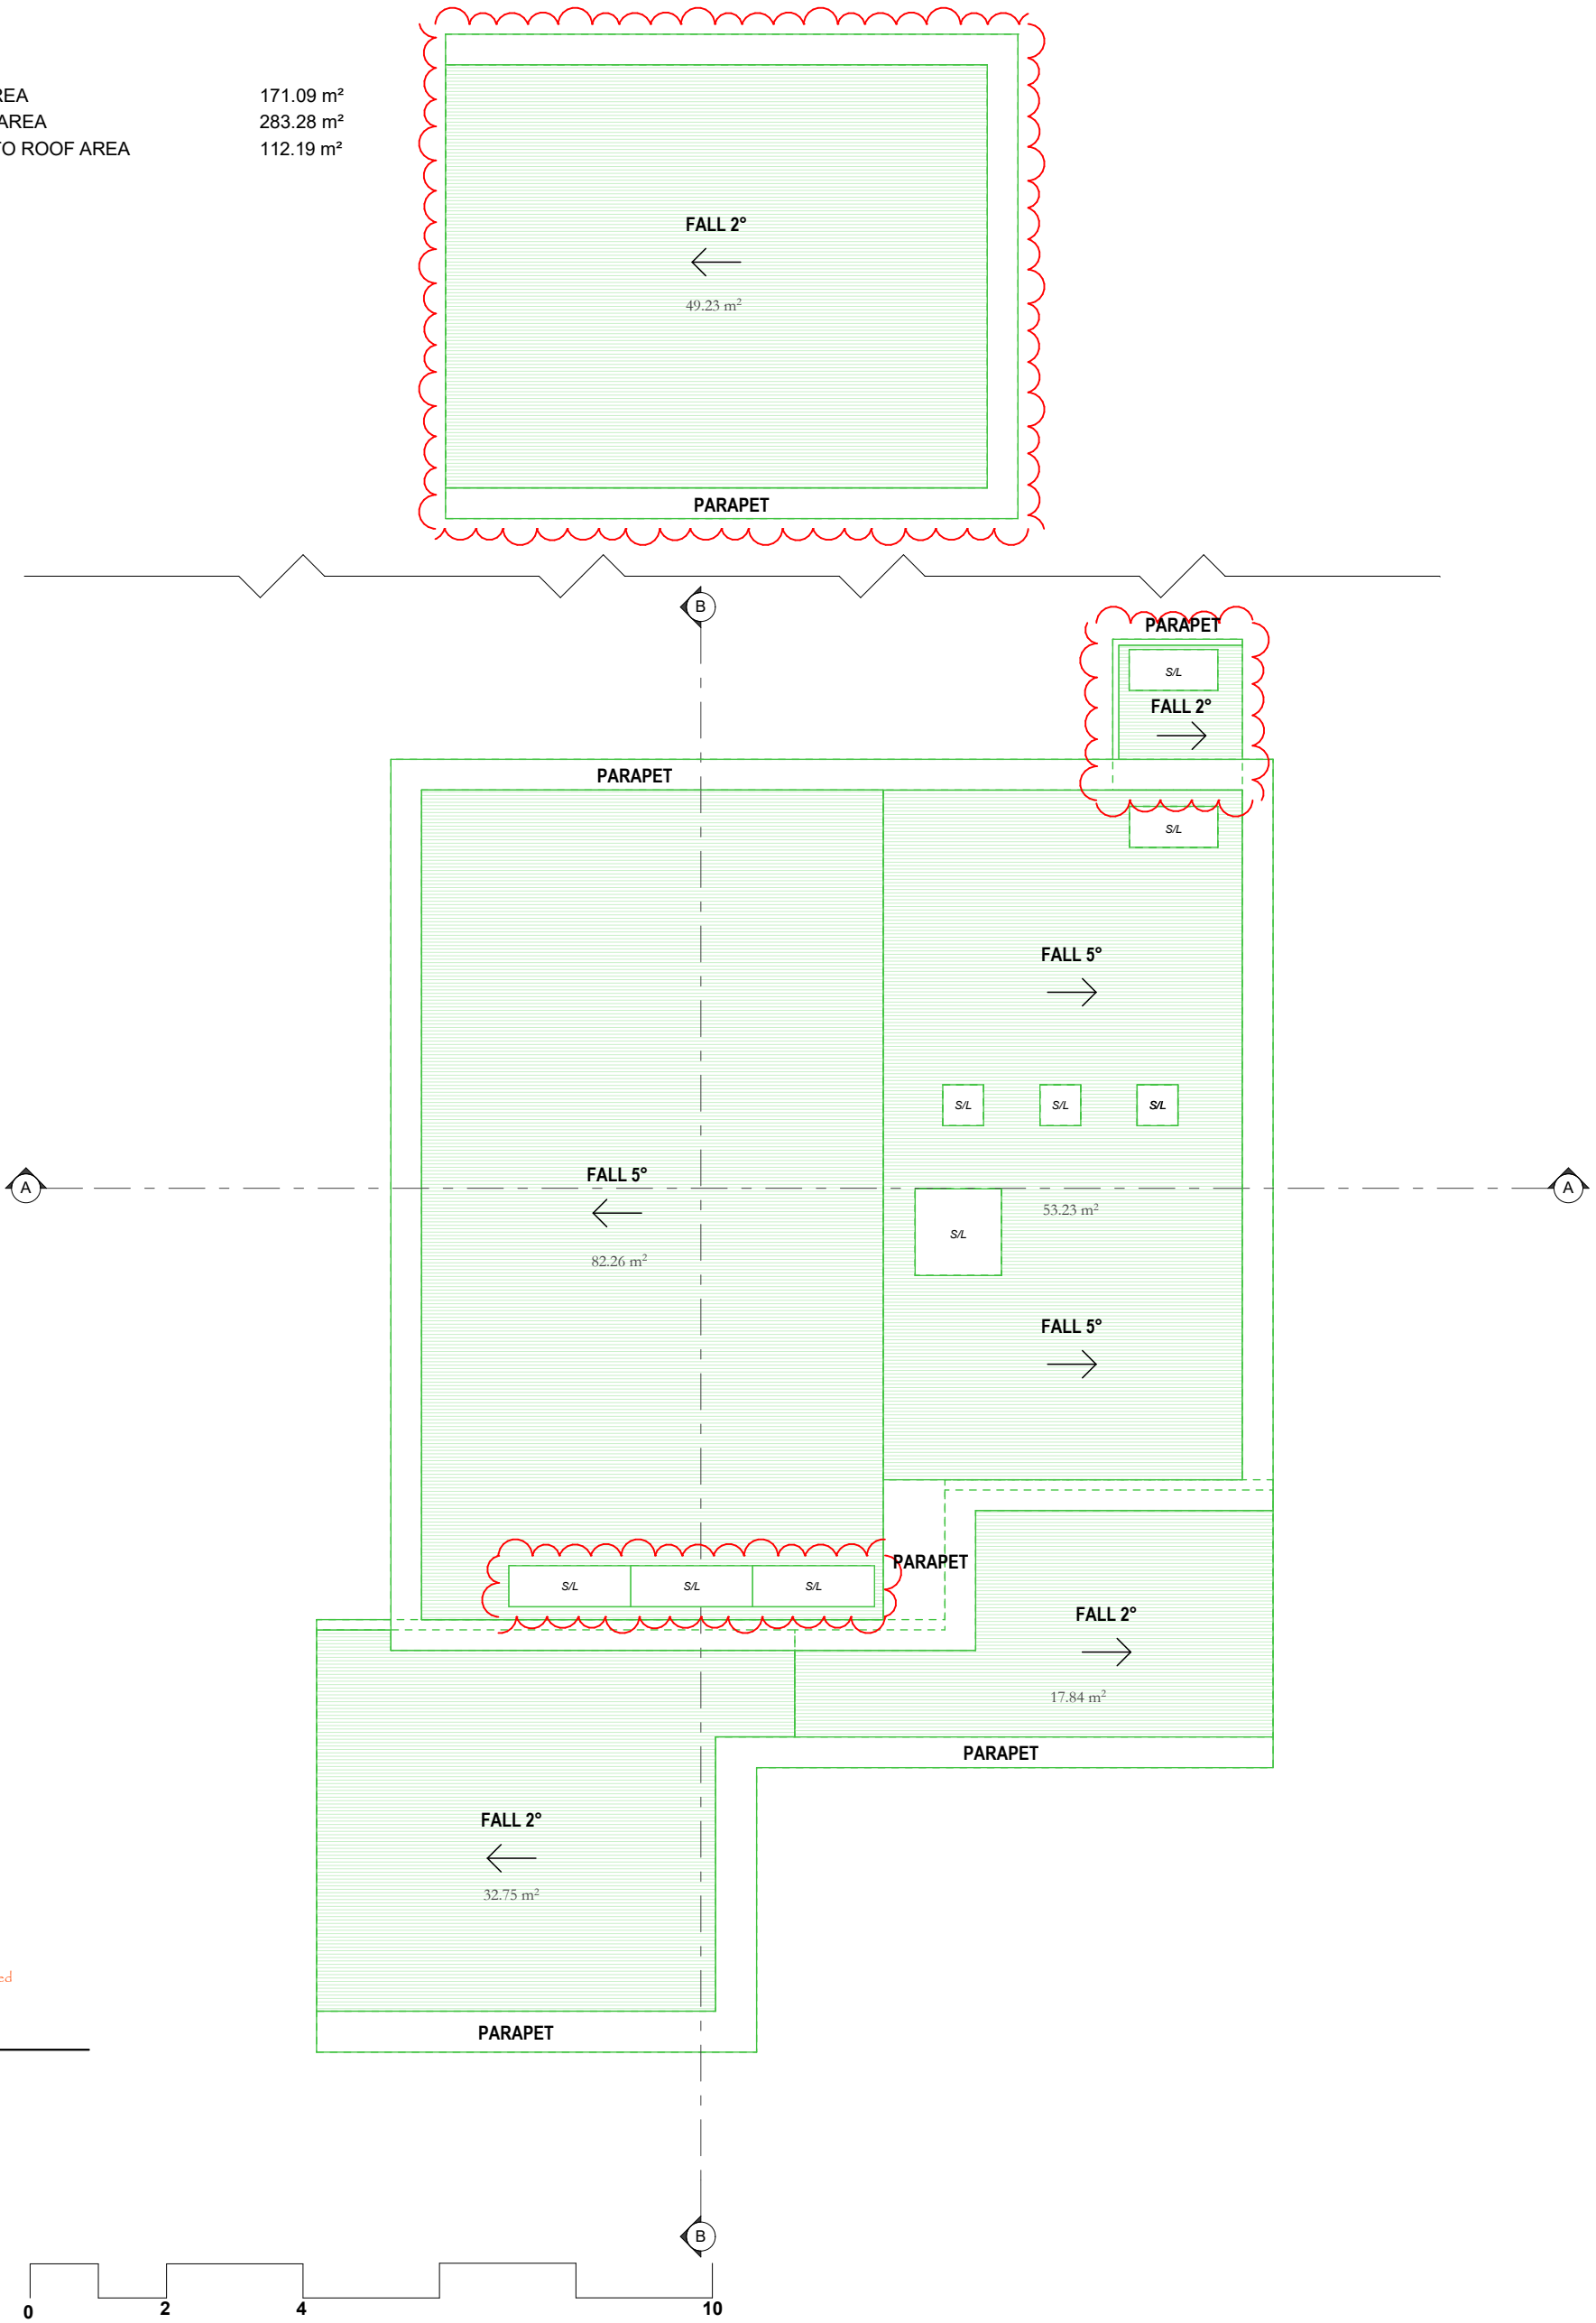 REA 171.09 m²
AREA 283.28 m²
TO ROOF AREA 112.19 m²
FALL 2°
49.23 m²
PARAPET
B
PARAPET
S/L
FALL 2°
PARAPET
S/L
FALL 5°
S/L S/L S/L
A
FALL 5°
A
53.23 m²
S/L
82.26 m²
FALL 5°
PARAPET
S/L S/L S/L
FALL 2°
17.84 m²
PARAPET
FALL 2°
32.75 m²
ed
PARAPET
B
0 2 4 10